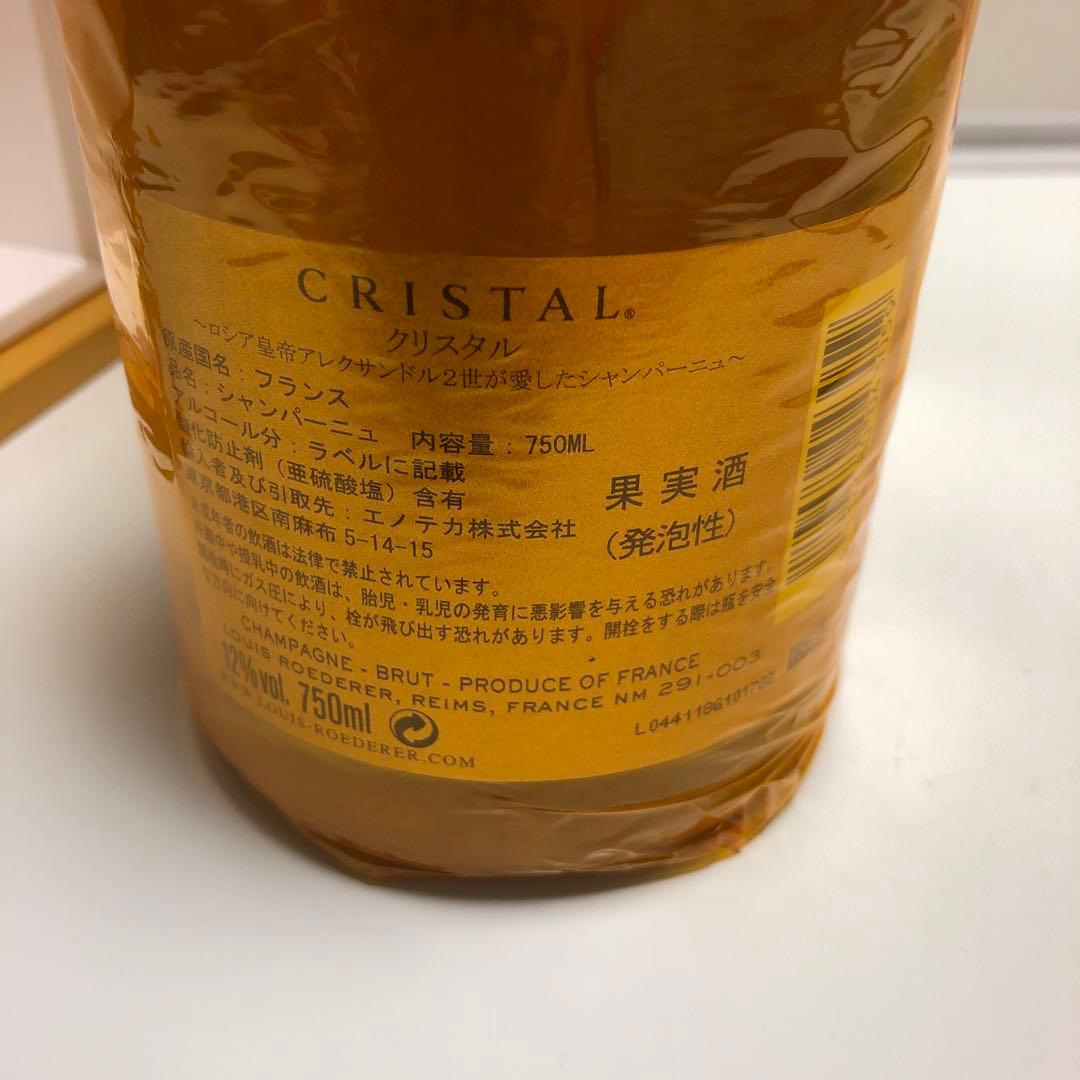 CRISTAL®
クリスタル
～ロシア皇帝アレクサンドル2世が愛したシャンパーニュ～
原産国名：フランス
品名：シャンパーニュ 内容量：750ML
アルコール分：ラベルに記載
酸化防止剤（亜硫酸塩）含有
輸入者及び引取先：エノテカ株式会社
東京都港区南麻布5-14-15
果実酒
（発泡性）
未成年者の飲酒は法律で禁止されています。
妊娠中や授乳中の飲酒は、胎児・乳児の発育に悪影響を与える恐れがあります。
開栓時にガス圧により、栓が飛び出す恐れがあります。開栓をする際は瓶を安全
な方向に向けてください。
CHAMPAGNE - BRUT - PRODUCE OF FRANCE
LOUIS ROEDERER, REIMS, FRANCE NM 291-003
12%vol. 750ml
LOUIS-ROEDERER.COM